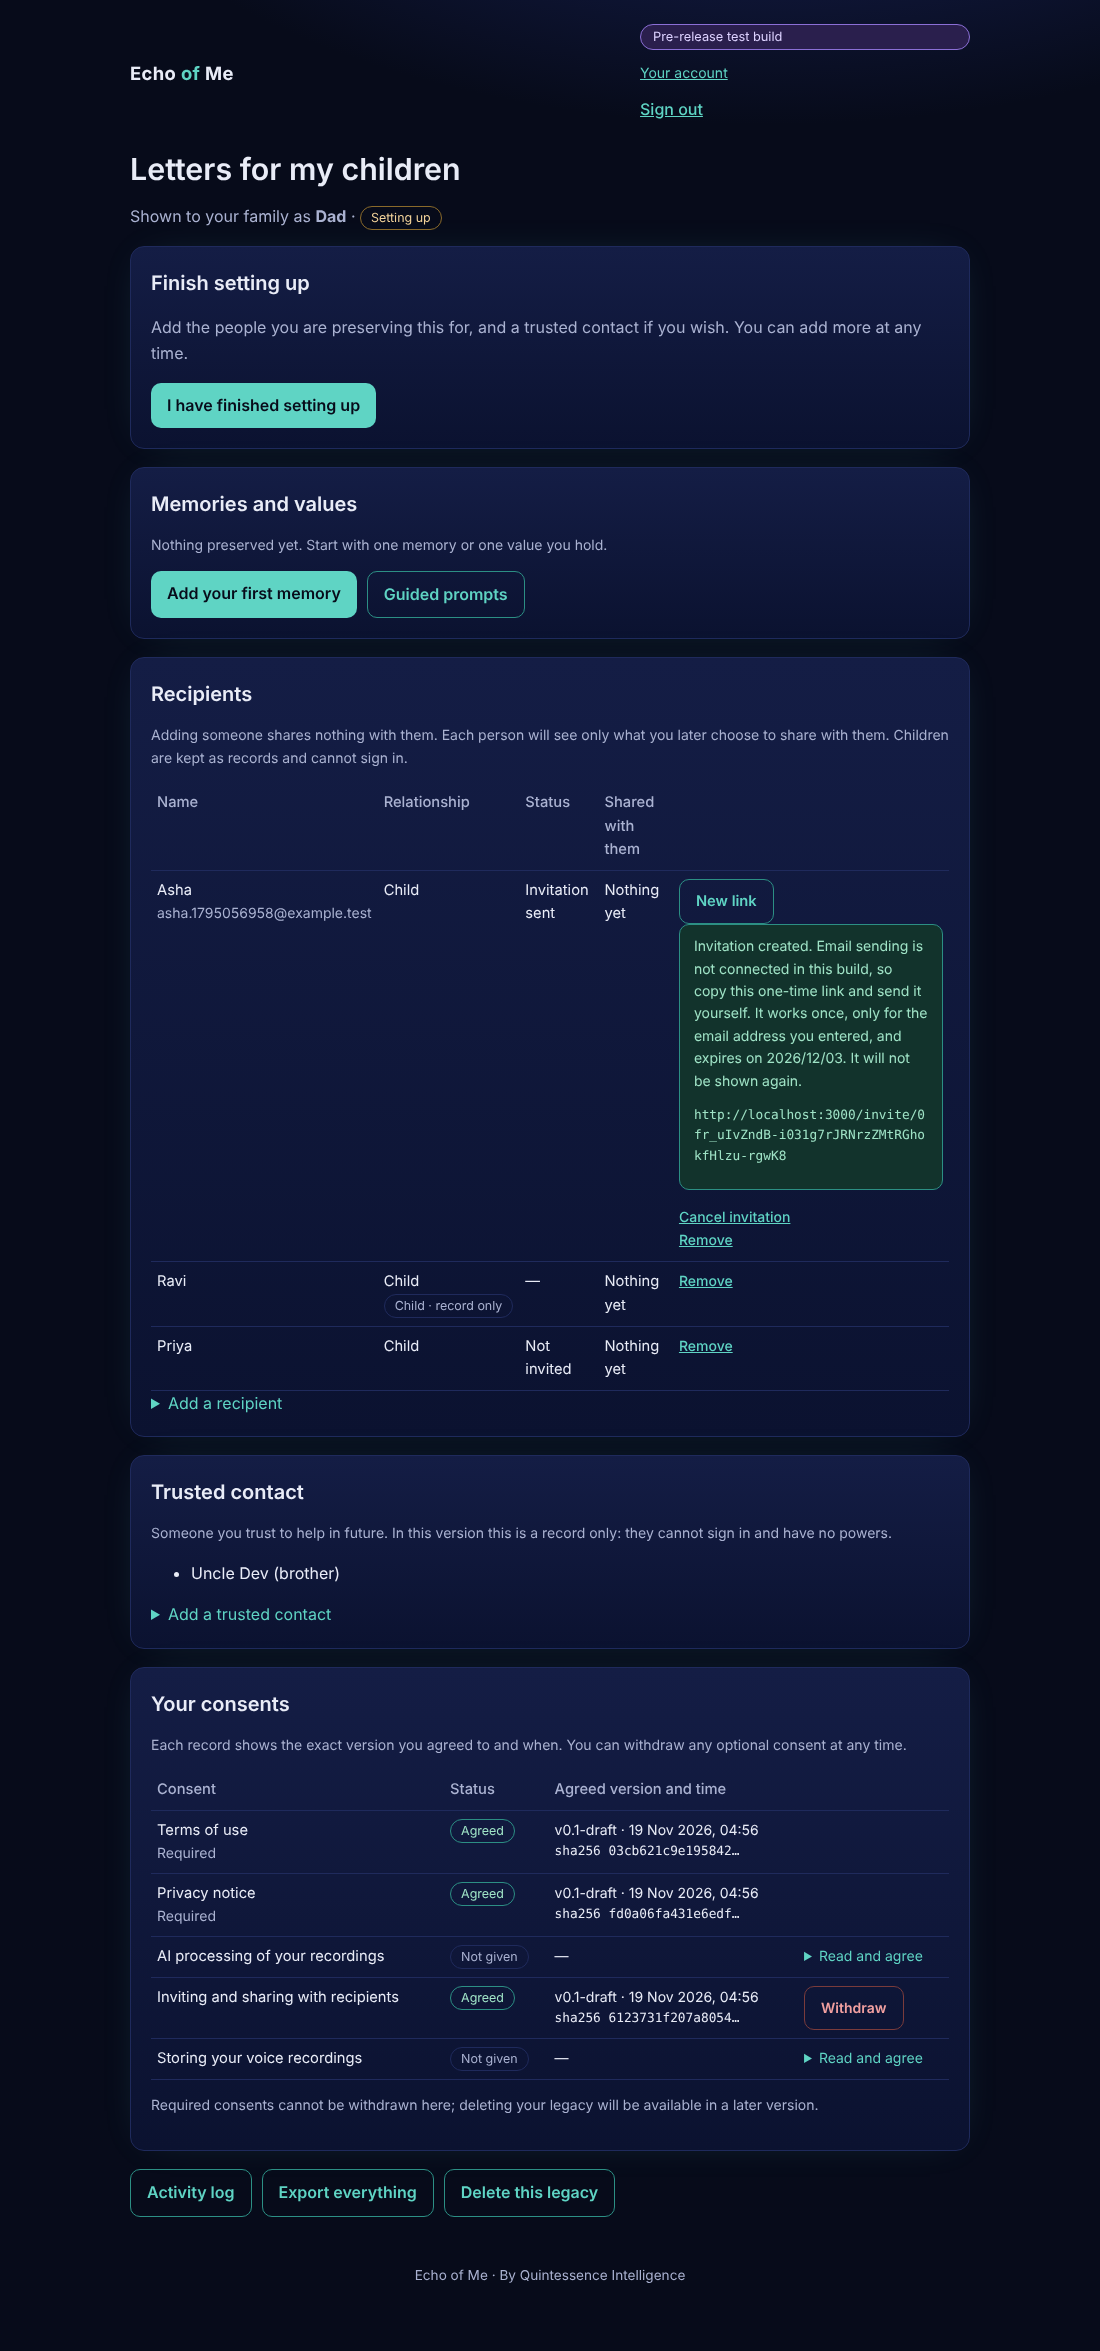 Pre-release test build
Echo of Me
Your account
Sign out
Letters for my children
Shown to your family as Dad · Setting up
Finish setting up
Add the people you are preserving this for, and a trusted contact if you wish. You can add more at any
time.
I have finished setting up
Memories and values
Nothing preserved yet. Start with one memory or one value you hold.
Add your first memory
Guided prompts
Recipients
Adding someone shares nothing with them. Each person will see only what you later choose to share with them. Children
are kept as records and cannot sign in.
Name Relationship Status Shared
with
them
Asha Child Invitation Nothing New link
asha.1795056958@example.test sent yet
Invitation created. Email sending is
not connected in this build, so
copy this one-time link and send it
yourself. It works once, only for the
email address you entered, and
expires on 2026/12/03. It will not
be shown again.
http://localhost:3000/invite/0
fr_uIvZndB-i031g7rJRNrzZMtRGho
kfHlzu-rgwK8
Cancel invitation
Remove
Ravi Child — Nothing Remove
Child · record only yet
Priya Child Not Nothing Remove
invited yet
▶ Add a recipient
Trusted contact
Someone you trust to help in future. In this version this is a record only: they cannot sign in and have no powers.
• Uncle Dev (brother)
▶ Add a trusted contact
Your consents
Each record shows the exact version you agreed to and when. You can withdraw any optional consent at any time.
Consent Status Agreed version and time
Terms of use Agreed v0.1-draft · 19 Nov 2026, 04:56
Required sha256 03cb621c9e195842…
Privacy notice Agreed v0.1-draft · 19 Nov 2026, 04:56
Required sha256 fd0a06fa431e6edf…
AI processing of your recordings Not given — ▶ Read and agree
Inviting and sharing with recipients Agreed v0.1-draft · 19 Nov 2026, 04:56 Withdraw
sha256 6123731f207a8054…
Storing your voice recordings Not given — ▶ Read and agree
Required consents cannot be withdrawn here; deleting your legacy will be available in a later version.
Activity log
Export everything
Delete this legacy
Echo of Me · By Quintessence Intelligence